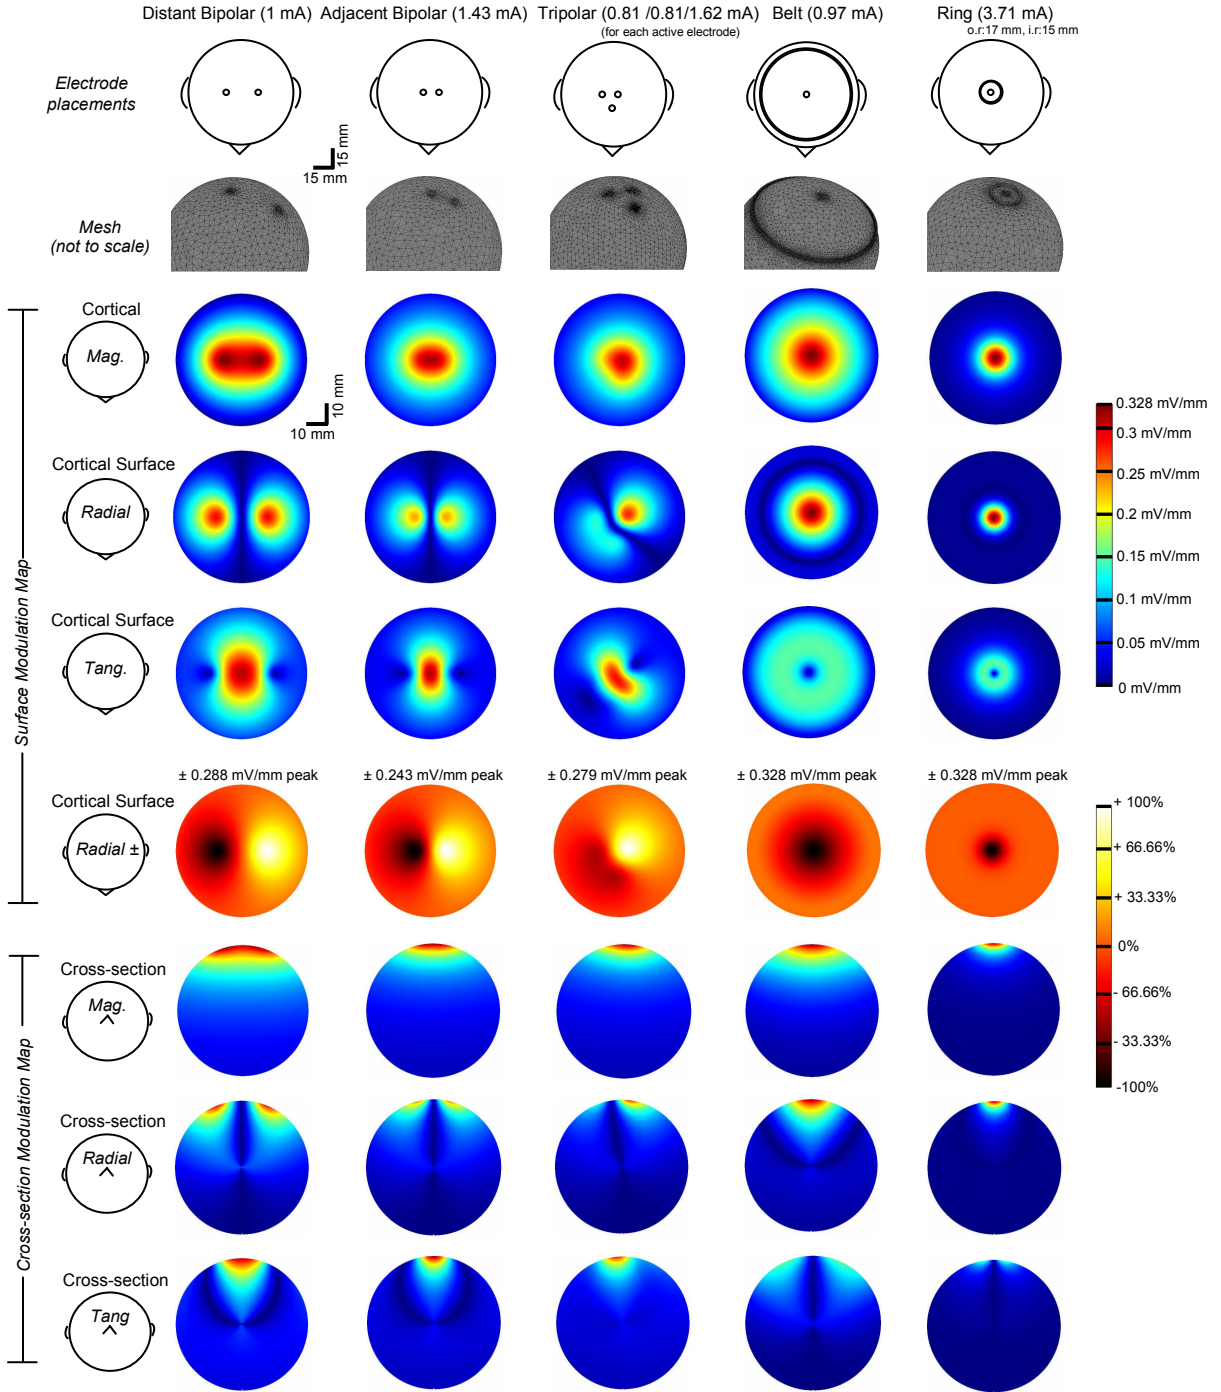 Distant Bipolar (1 mA)
Adjacent Bipolar (1.43 mA)
Tripolar (0.81 /0.81/1.62 mA)
(for each active electrode)
Belt (0.97 mA)
Ring (3.71 mA)
o.r:17 mm, i.r:15 mm
Electrode
placements
15 mm
15 mm
Mesh
(not to scale)
Surface Modulation Map
Cortical
Mag.
10 mm
10 mm
Cortical Surface
Radial
Cortical Surface
Tang.
0.328 mV/mm
0.3 mV/mm
0.25 mV/mm
0.2 mV/mm
0.15 mV/mm
0.1 mV/mm
0.05 mV/mm
0 mV/mm
± 0.288 mV/mm peak
± 0.243 mV/mm peak
± 0.279 mV/mm peak
± 0.328 mV/mm peak
± 0.328 mV/mm peak
Cortical Surface
Radial ±
+ 100%
+ 66.66%
+ 33.33%
0%
- 66.66%
- 33.33%
-100%
Cross-section Modulation Map
Cross-section
Mag.
Cross-section
Radial
Cross-section
Tang